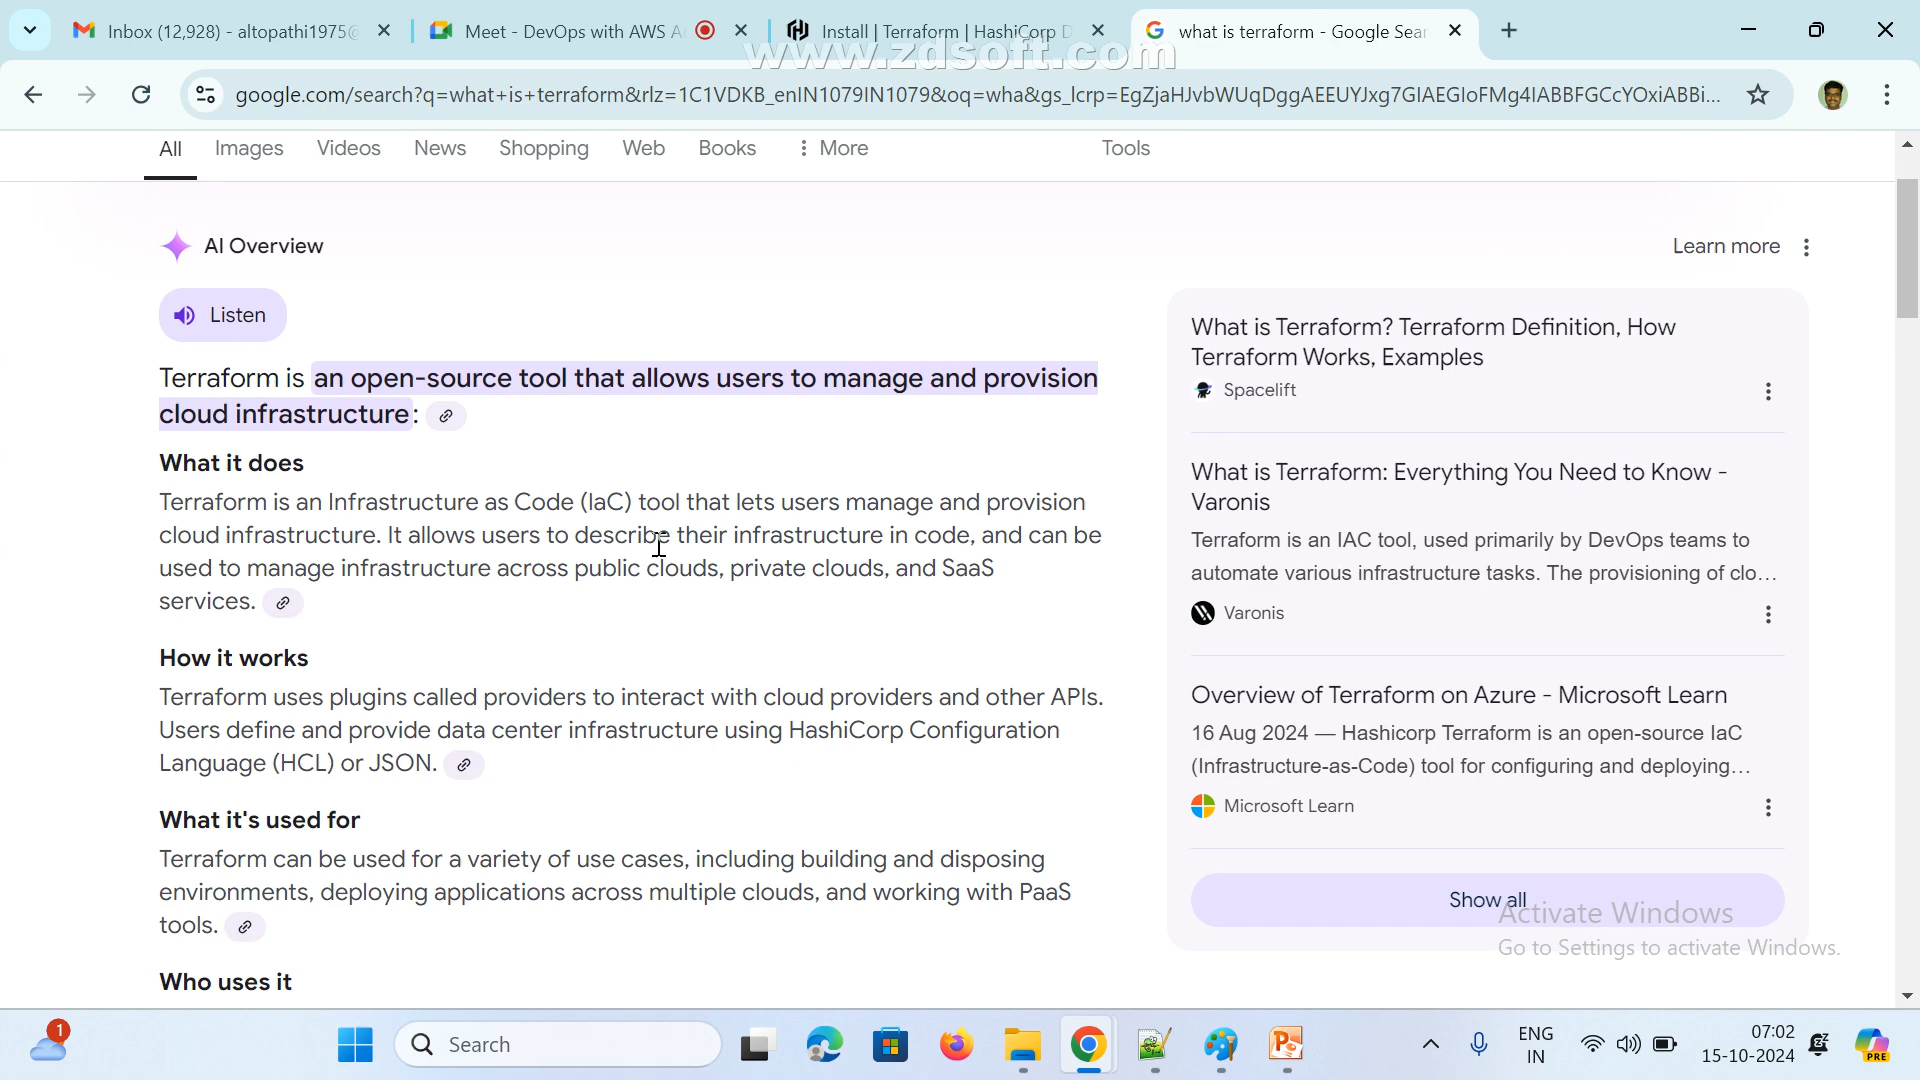 Inbox (12,928) - altopathi1975@
Meet - DevOps with AWS A
Install | Terraform | HashiCorp D
what is terraform - Google Sear
www.zdsoft.com
google.com/search?q=what+is+terraform&rlz=1C1VDKB_enIN1079IN1079&oq=wha&gs_lcrp=EgZjaHJvbWUqDggAEEUYJxg7GIAEGIoFMg4IABBFGCcYOxiABBi...
All
Images
Videos
News
Shopping
Web
Books
More
Tools
AI Overview
Learn more
Listen
Terraform is an open-source tool that allows users to manage and provision
cloud infrastructure:
What it does
Terraform is an Infrastructure as Code (IaC) tool that lets users manage and provision
cloud infrastructure. It allows users to describe their infrastructure in code, and can be
used to manage infrastructure across public clouds, private clouds, and SaaS
services.
How it works
Terraform uses plugins called providers to interact with cloud providers and other APIs.
Users define and provide data center infrastructure using HashiCorp Configuration
Language (HCL) or JSON.
What it's used for
Terraform can be used for a variety of use cases, including building and disposing
environments, deploying applications across multiple clouds, and working with PaaS
tools.
Who uses it
What is Terraform? Terraform Definition, How
Terraform Works, Examples
Spacelift
What is Terraform: Everything You Need to Know -
Varonis
Terraform is an IAC tool, used primarily by DevOps teams to
automate various infrastructure tasks. The provisioning of clo...
Varonis
Overview of Terraform on Azure - Microsoft Learn
16 Aug 2024 — Hashicorp Terraform is an open-source IaC
(Infrastructure-as-Code) tool for configuring and deploying...
Microsoft Learn
Show all
Activate Windows
Go to Settings to activate Windows.
1
Search
ENG
IN
07:02
15-10-2024
PRE